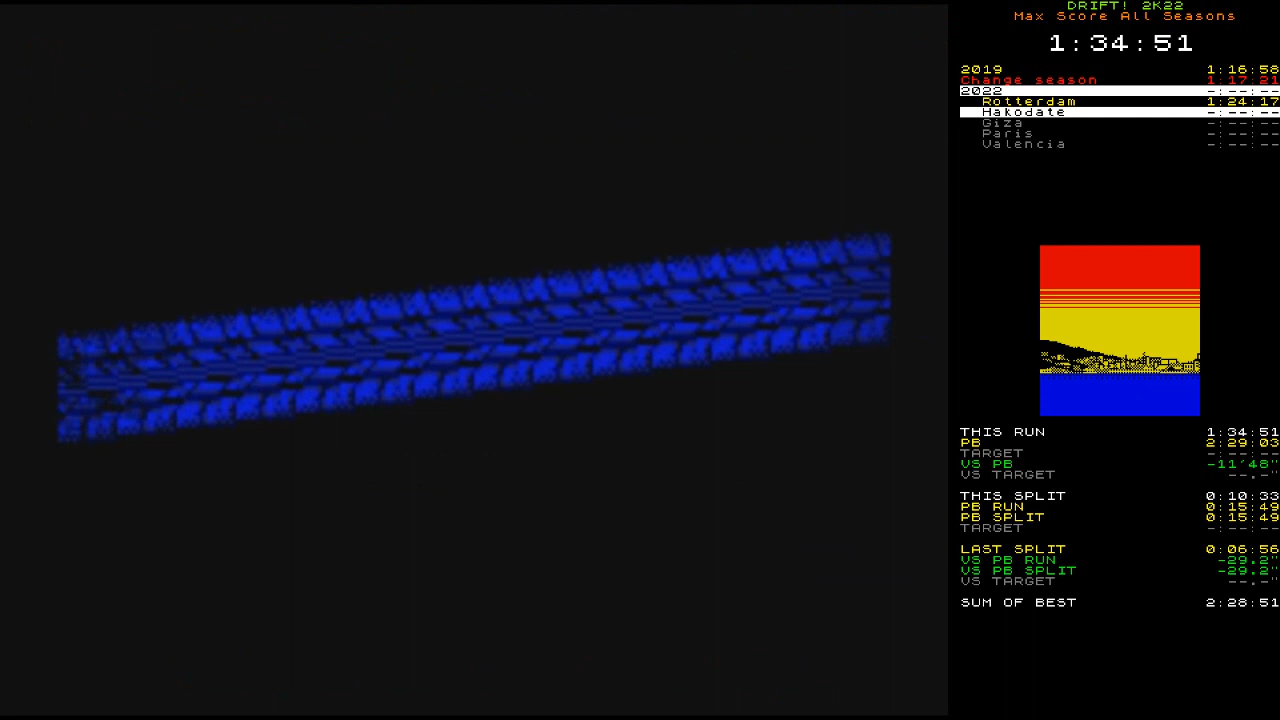 DRIFT! 2K22
Max Score All Seasons
1:34:51
2019 1:16:58
Change season 1:17:21
2022 -:--:--
Rotterdam 1:24:17
Hakodate -:--:--
Giza -:--:--
Paris -:--:--
Valencia -:--:--
THIS RUN 1:34:51
PB 2:29:03
TARGET -:--:--
VS PB -11'48"
VS TARGET --.-"
THIS SPLIT 0:10:33
PB RUN 0:15:49
PB SPLIT 0:15:49
TARGET -:--:--
LAST SPLIT 0:06:56
VS PB RUN -29.2"
VS PB SPLIT -29.2"
VS TARGET --.-"
SUM OF BEST 2:28:51